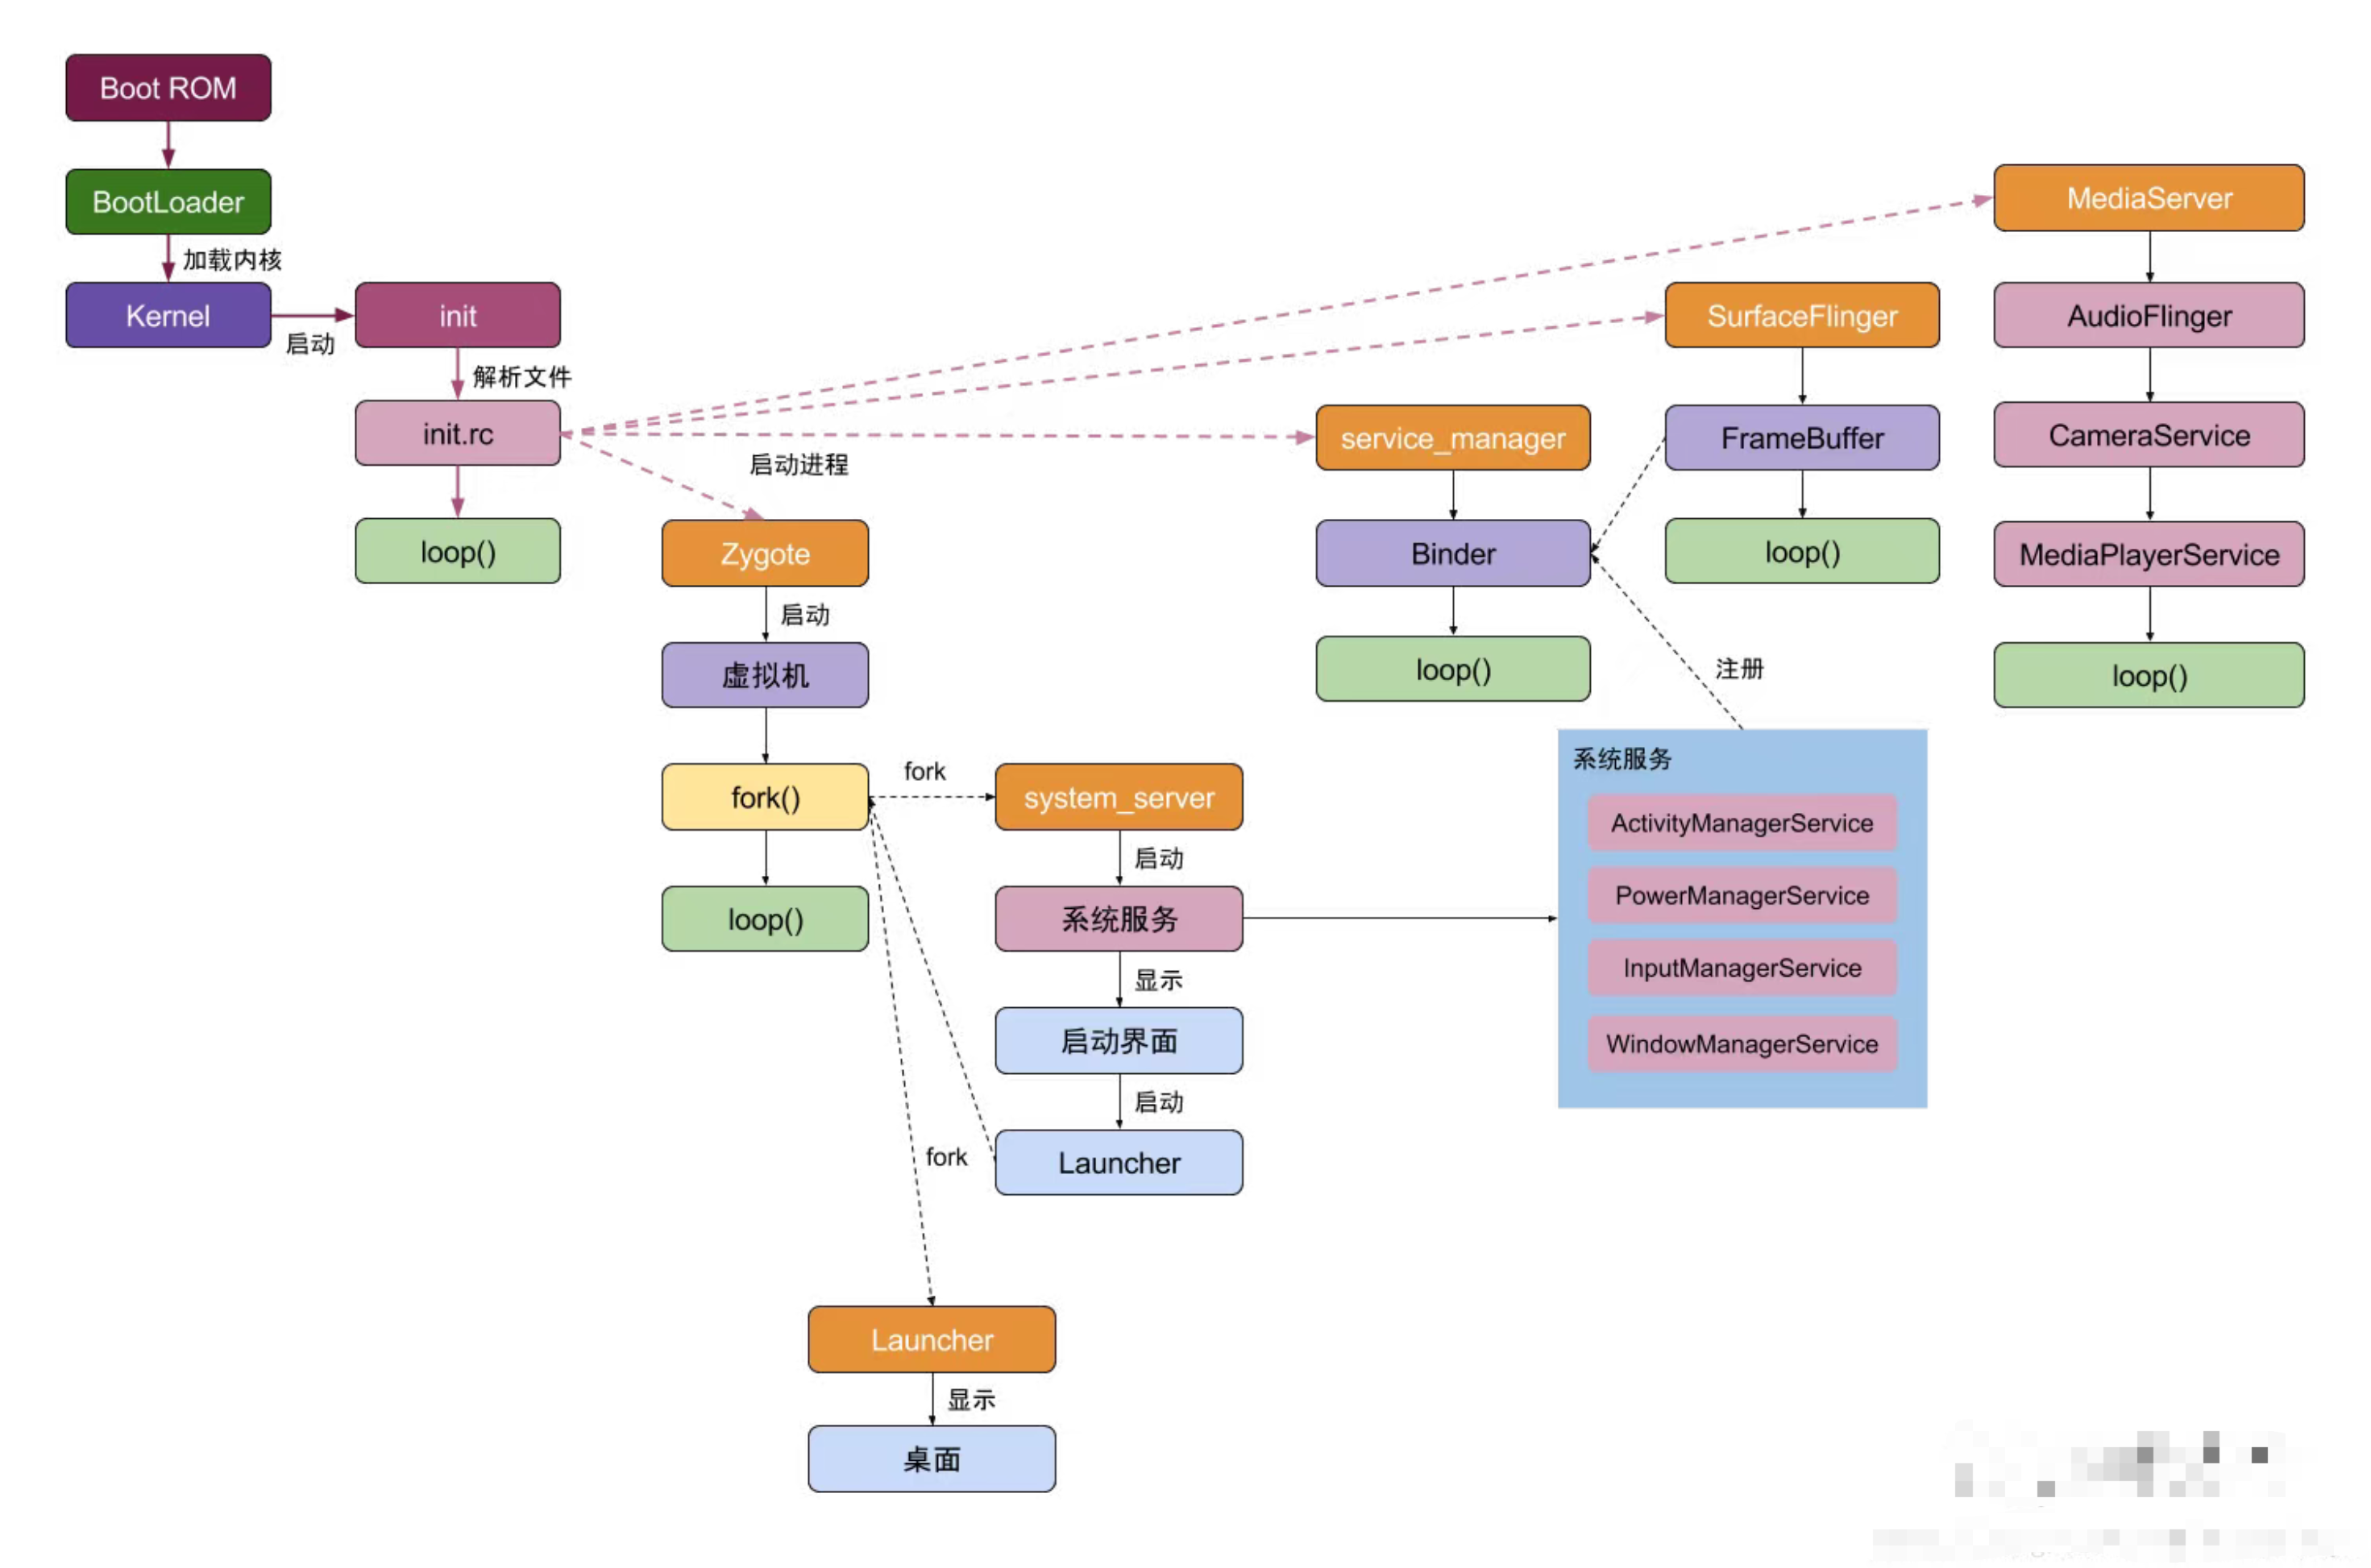 Boot ROM
BootLoader
加载内核
Kernel
启动
init
解析文件
init.rc
loop()
启动进程
Zygote
启动
虚拟机
fork()
loop()
fork
system_server
启动
系统服务
显示
启动界面
启动
Launcher
fork
Launcher
显示
桌面
service_manager
Binder
loop()
SurfaceFlinger
FrameBuffer
loop()
注册
系统服务
ActivityManagerService
PowerManagerService
InputManagerService
WindowManagerService
MediaServer
AudioFlinger
CameraService
MediaPlayerService
loop()